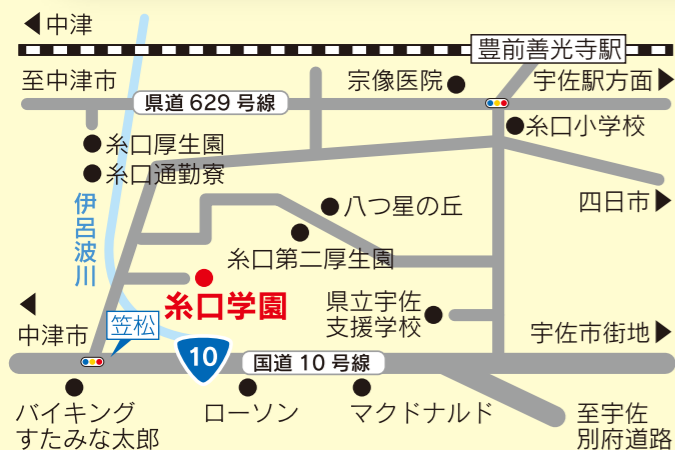 中津
豊前善光寺駅
至中津市
宗像医院
宇佐駅方面
県道629号線
糸口小学校
糸口厚生園
糸口通勤寮
伊呂波川
八つ星の丘
四日市
糸口第二厚生園
糸口学園
県立宇佐
支援学校
中津市
笠松
宇佐市街地
10
国道10号線
バイキング
すたみな太郎
ローソン
マクドナルド
至宇佐
別府道路